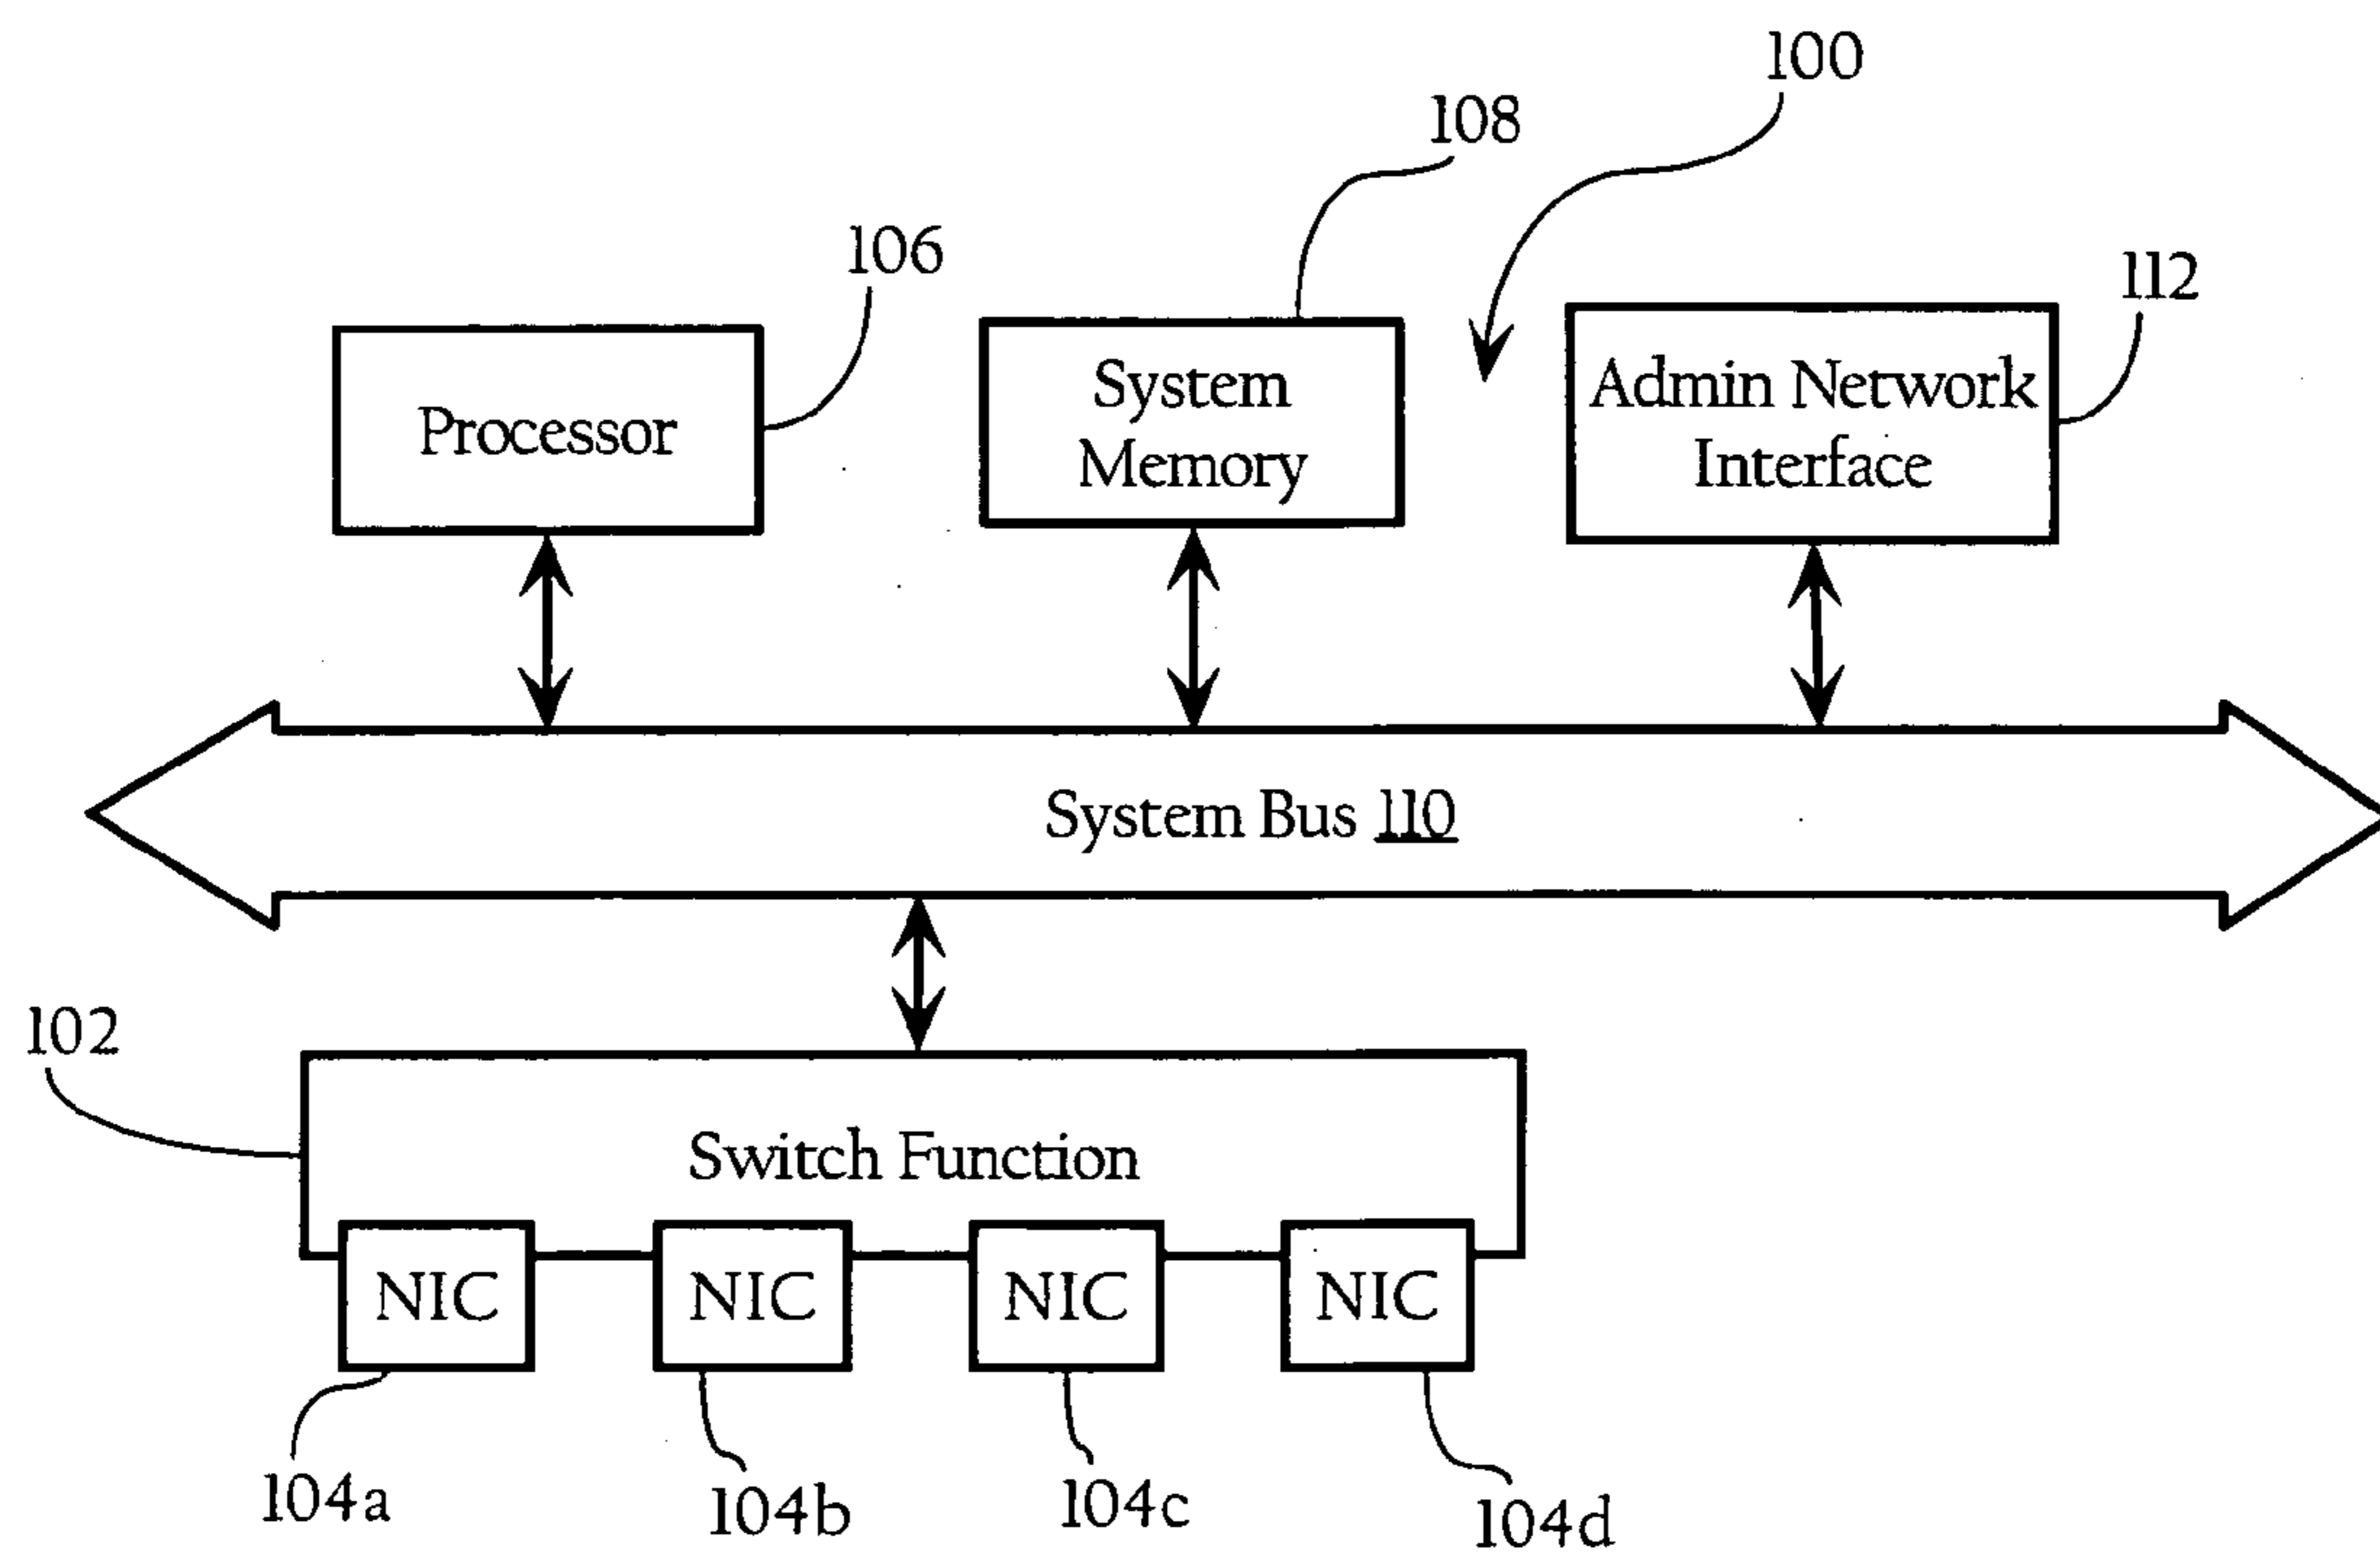 100
108
106
112
Processor
System
Memory
Admin Network
Interface
System Bus 110
102
Switch Function
NIC
NIC
NIC
NIC
104a
104b
104c
104d